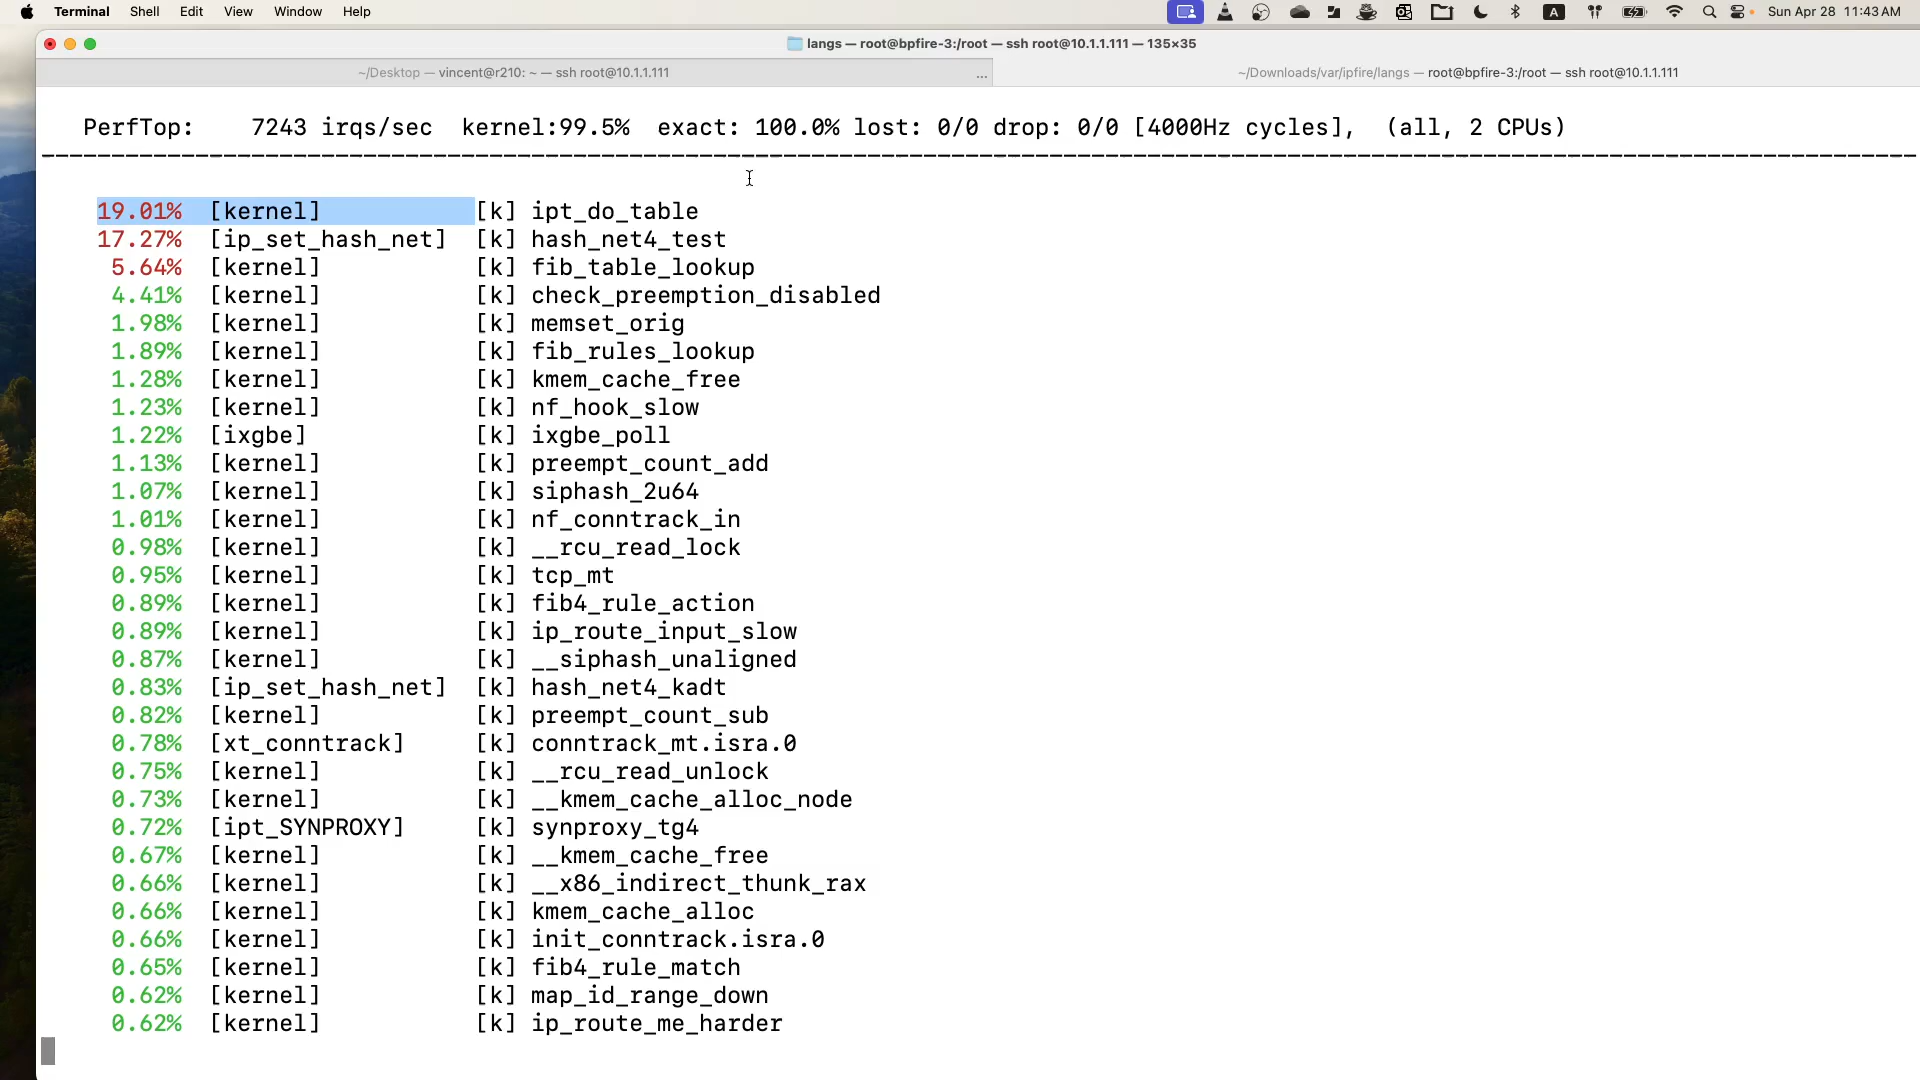 Terminal Shell Edit View Window Help A Sun Apr 28 11:43 AM
langs — root@bpfire-3:/root — ssh root@10.1.1.111 — 135×35
~/Desktop — vincent@r210: ~ — ssh root@10.1.1.111 ... ~/Downloads/var/ipfire/langs — root@bpfire-3:/root — ssh root@10.1.1.111
PerfTop: 7243 irqs/sec kernel:99.5% exact: 100.0% lost: 0/0 drop: 0/0 [4000Hz cycles], (all, 2 CPUs)
19.01% [kernel] [k] ipt_do_table
17.27% [ip_set_hash_net] [k] hash_net4_test
5.64% [kernel] [k] fib_table_lookup
4.41% [kernel] [k] check_preemption_disabled
1.98% [kernel] [k] memset_orig
1.89% [kernel] [k] fib_rules_lookup
1.28% [kernel] [k] kmem_cache_free
1.23% [kernel] [k] nf_hook_slow
1.22% [ixgbe] [k] ixgbe_poll
1.13% [kernel] [k] preempt_count_add
1.07% [kernel] [k] siphash_2u64
1.01% [kernel] [k] nf_conntrack_in
0.98% [kernel] [k] __rcu_read_lock
0.95% [kernel] [k] tcp_mt
0.89% [kernel] [k] fib4_rule_action
0.89% [kernel] [k] ip_route_input_slow
0.87% [kernel] [k] __siphash_unaligned
0.83% [ip_set_hash_net] [k] hash_net4_kadt
0.82% [kernel] [k] preempt_count_sub
0.78% [xt_conntrack] [k] conntrack_mt.isra.0
0.75% [kernel] [k] __rcu_read_unlock
0.73% [kernel] [k] __kmem_cache_alloc_node
0.72% [ipt_SYNPROXY] [k] synproxy_tg4
0.67% [kernel] [k] __kmem_cache_free
0.66% [kernel] [k] __x86_indirect_thunk_rax
0.66% [kernel] [k] kmem_cache_alloc
0.66% [kernel] [k] init_conntrack.isra.0
0.65% [kernel] [k] fib4_rule_match
0.62% [kernel] [k] map_id_range_down
0.62% [kernel] [k] ip_route_me_harder